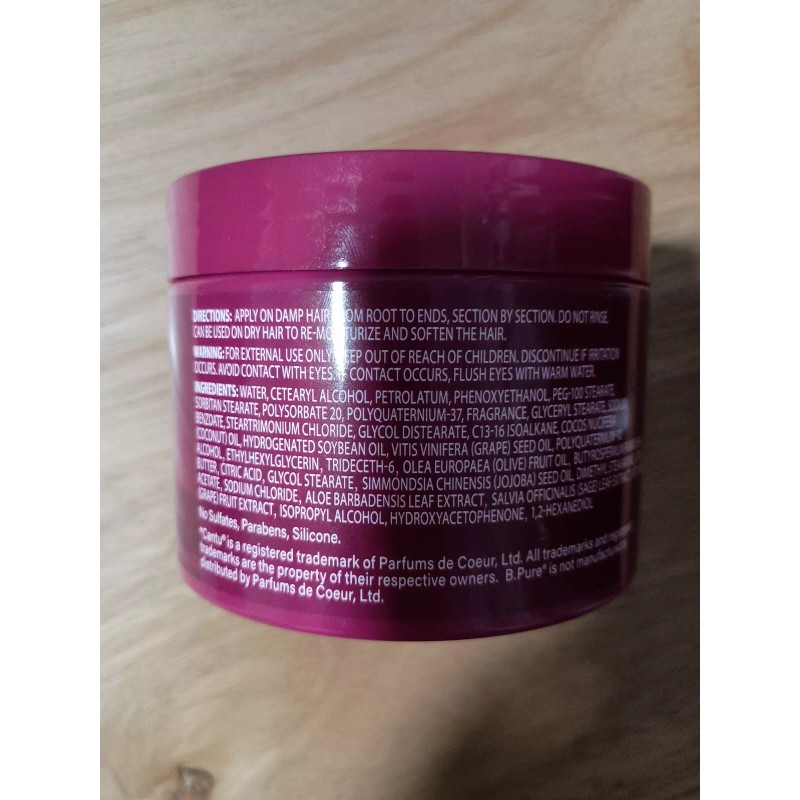 DIRECTIONS: APPLY ON DAMP HAIR FROM ROOT TO ENDS, SECTION BY SECTION. DO NOT RINSE.
CAN BE USED ON DRY HAIR TO RE-MOISTURIZE AND SOFTEN THE HAIR.
WARNING: FOR EXTERNAL USE ONLY. KEEP OUT OF REACH OF CHILDREN. DISCONTINUE IF IRRITATION
OCCURS. AVOID CONTACT WITH EYES. IF CONTACT OCCURS, FLUSH EYES WITH WARM WATER.
INGREDIENTS: WATER, CETEARYL ALCOHOL, PETROLATUM, PHENOXYETHANOL, PEG-100 STEARATE,
SORBITAN STEARATE, POLYSORBATE 20, POLYQUATERNIUM-37, FRAGRANCE, GLYCERYL STEARATE,
BENZOATE, STEARTRIMONIUM CHLORIDE, GLYCOL DISTEARATE, C13-16 ISOALKANE, COCOS NUCIFERA
(COCONUT) OIL, HYDROGENATED SOYBEAN OIL, VITIS VINIFERA (GRAPE) SEED OIL,
ALCOHOL, ETHYLHEXYLGLYCERIN, TRIDECETH-6, OLEA EUROPAEA (OLIVE) FRUIT OIL,
BUTTER, CITRIC ACID, GLYCOL STEARATE, SIMMONDSIA CHINENSIS (JOJOBA) SEED OIL,
ACETATE, SODIUM CHLORIDE, ALOE BARBADENSIS LEAF EXTRACT, SALVIA OFFICINALIS (SAGE) LEAF
(GRAPE) FRUIT EXTRACT, ISOPROPYL ALCOHOL, HYDROXYACETOPHENONE, 1,2-HEXANEDIOL
No Sulfates, Parabens, Silicone.
"Cantu® is a registered trademark of Parfums de Coeur, Ltd. All trademarks and
trademarks are the property of their respective owners. B.Pure® is not
distributed by Parfums de Coeur, Ltd.